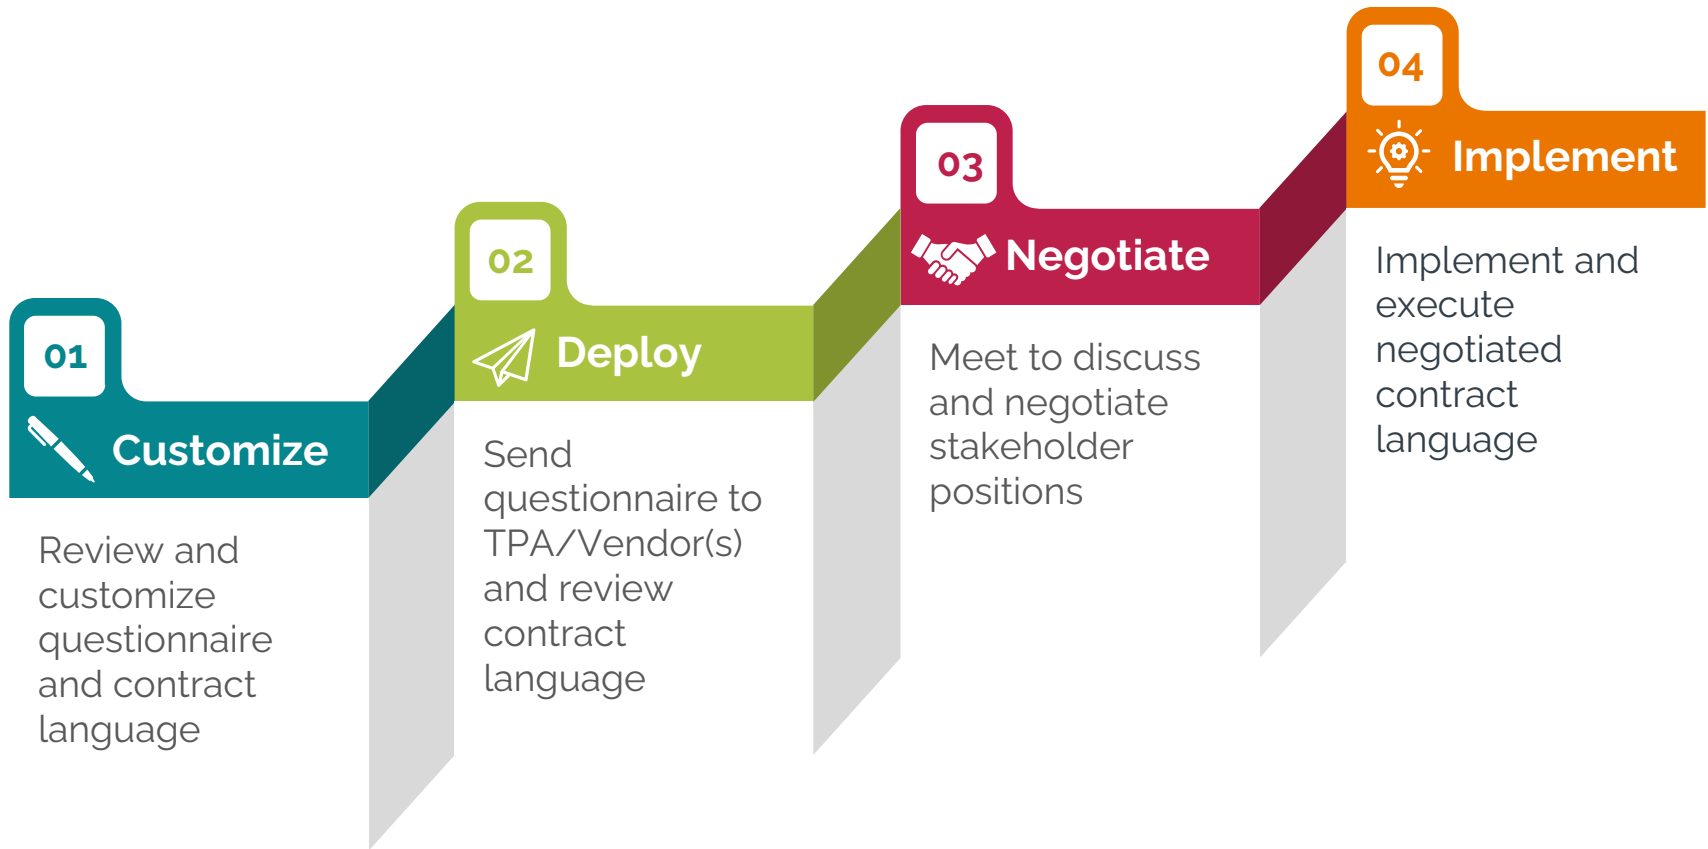 01
Customize
Review and
customize
questionnaire
and contract
language
02
Deploy
Send
questionnaire to
TPA/Vendor(s)
and review
contract
language
03
Negotiate
Meet to discuss
and negotiate
stakeholder
positions
04
Implement
Implement and
execute
negotiated
contract
language